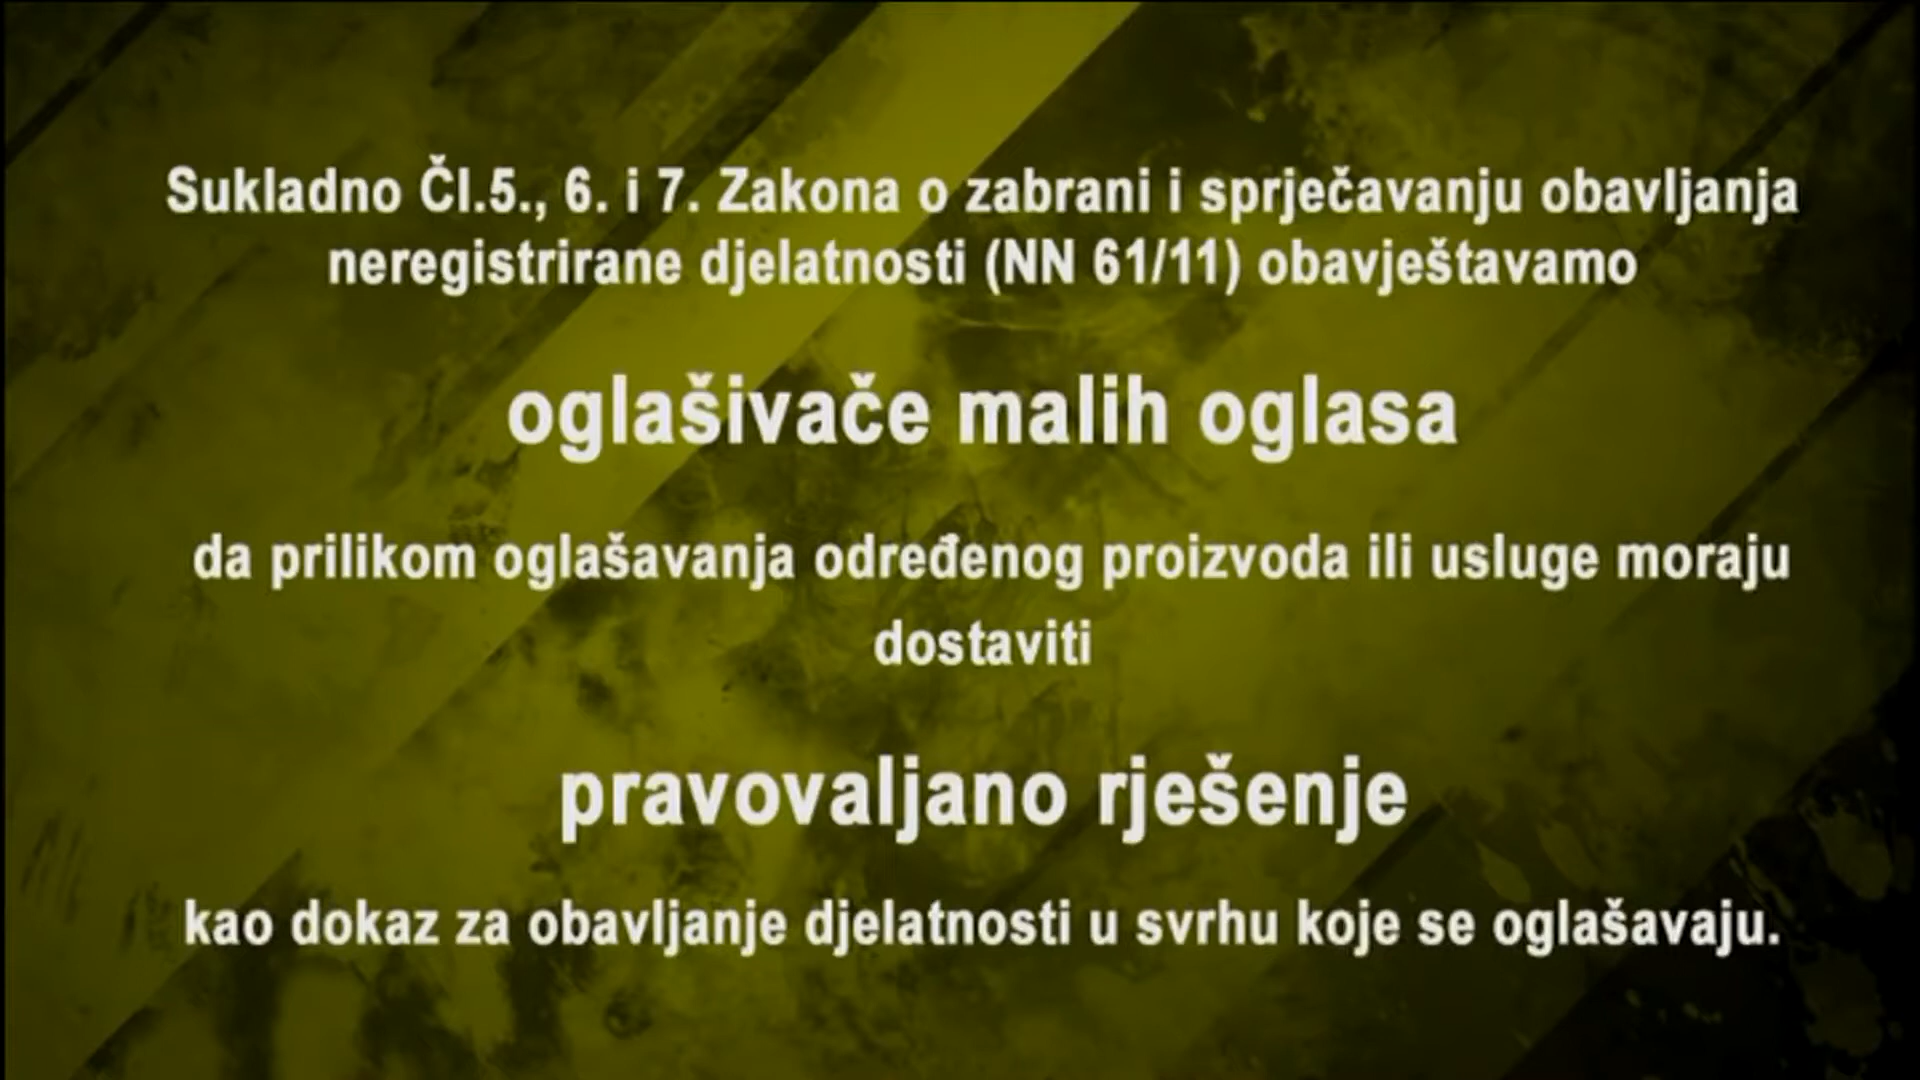 Sukladno Čl.5., 6. i 7. Zakona o zabrani i sprječavanju obavljanja
neregistrirane djelatnosti (NN 61/11) obavještavamo
oglašivače malih oglasa
da prilikom oglašavanja određenog proizvoda ili usluge moraju
dostaviti
pravovaljano rješenje
kao dokaz za obavljanje djelatnosti u svrhu koje se oglašavaju.